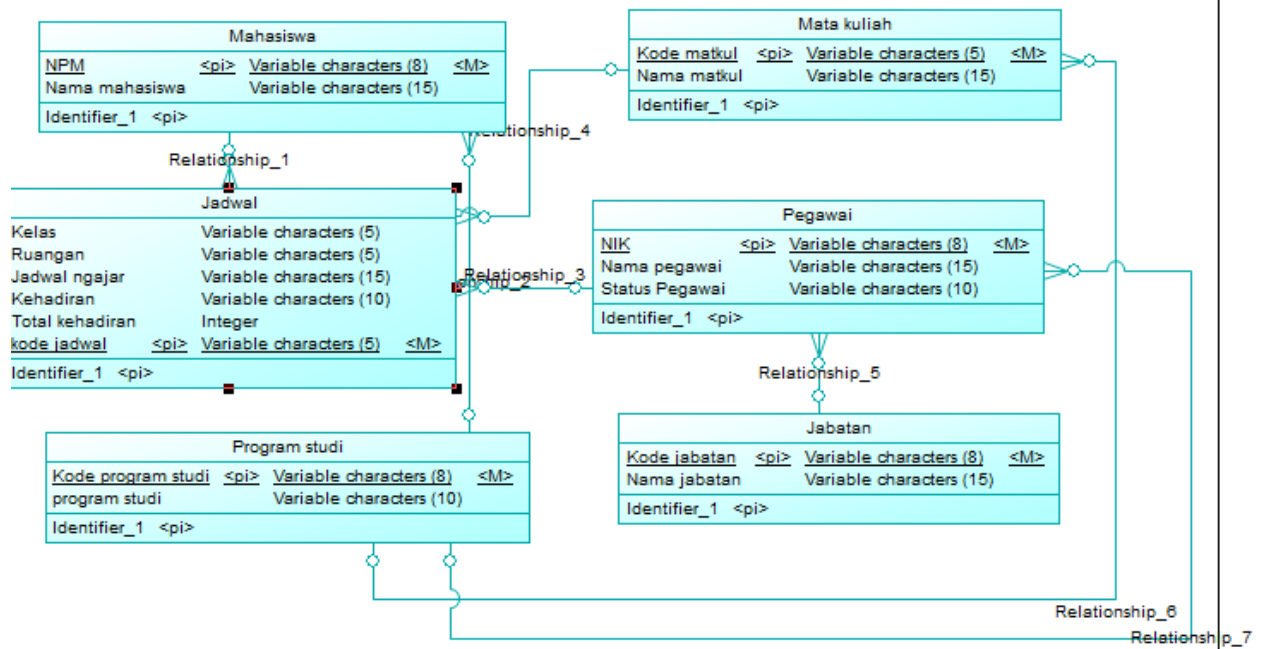 Mahasiswa
NPM <pi> Variable characters (8) <M>
Nama mahasiswa Variable characters (15)
Identifier_1 <pi>
Mata kuliah
Kode matkul <pi> Variable characters (5) <M>
Nama matkul Variable characters (15)
Identifier_1 <pi>
Relationship_4
Relationship_1
Jadwal
Kelas Variable characters (5)
Ruangan Variable characters (5)
Jadwal ngajar Variable characters (15)
Kehadiran Variable characters (10)
Total kehadiran Integer
kode jadwal <pi> Variable characters (5) <M>
Identifier_1 <pi>
Relationship_3
Pegawai
NIK <pi> Variable characters (8) <M>
Nama pegawai Variable characters (15)
Status Pegawai Variable characters (10)
Identifier_1 <pi>
Relationship_5
Jabatan
Kode jabatan <pi> Variable characters (8) <M>
Nama jabatan Variable characters (15)
Identifier_1 <pi>
Program studi
Kode program studi <pi> Variable characters (8) <M>
program studi Variable characters (10)
Identifier_1 <pi>
Relationship_6
Relationship_7